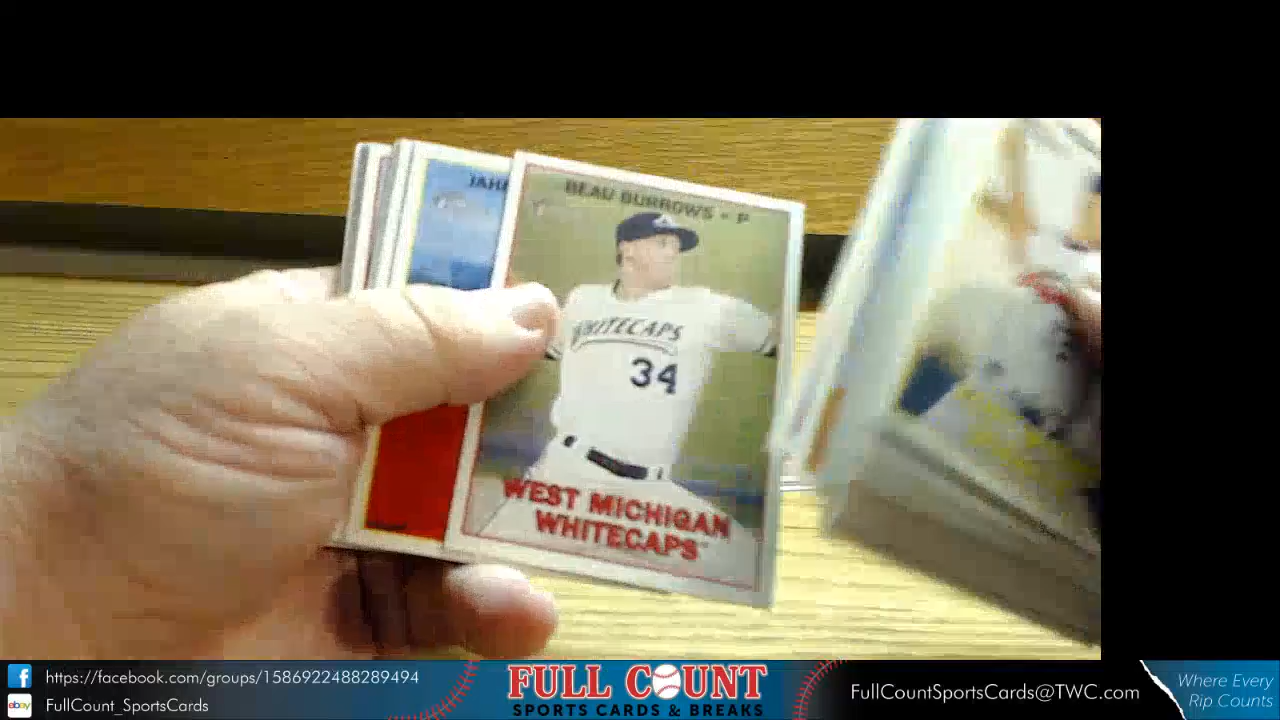 JAH
BEAU BURROWS • P
WHITECAPS
34
WEST MICHIGAN
WHITECAPS
https://facebook.com/groups/1586922488289494
ebay
FullCount_SportsCards
FULL COUNT
SPORTS CARDS & BREAKS
FullCountSportsCards@TWC.com
Where Every
Rip Counts